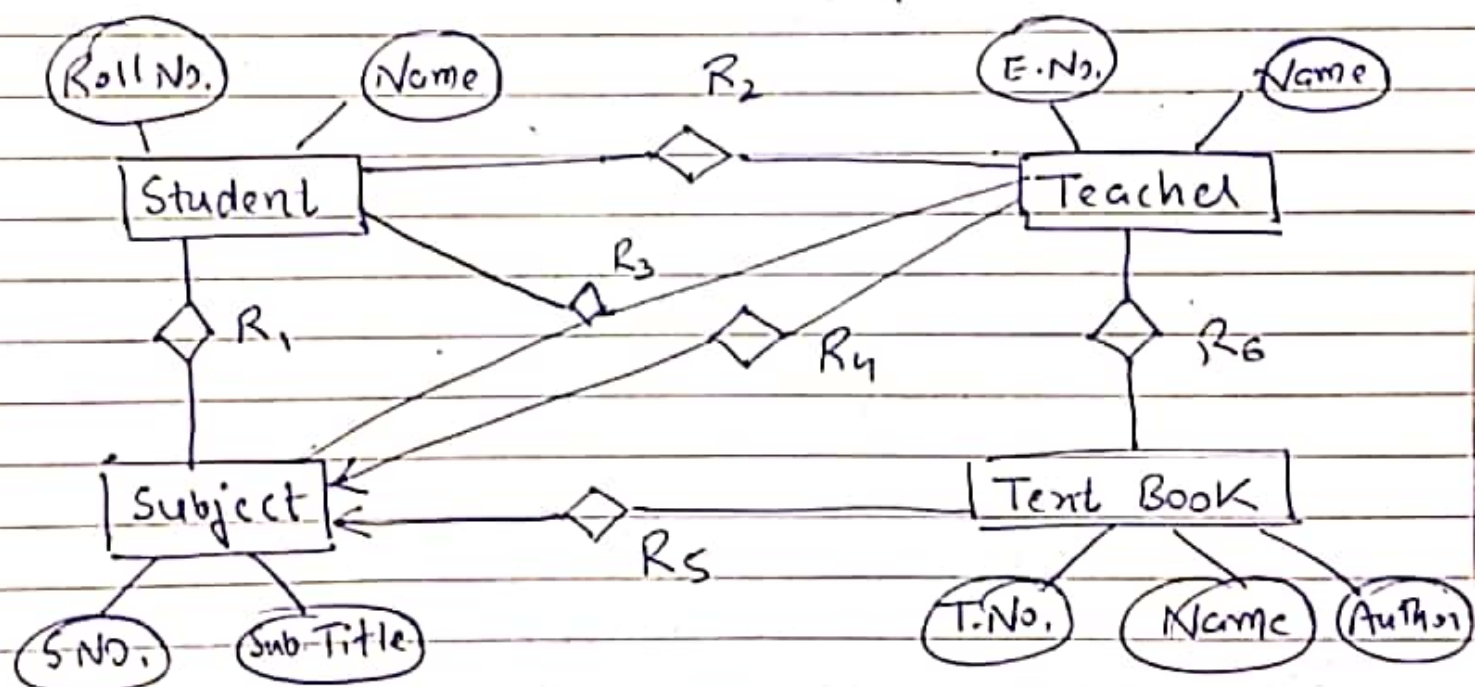 Roll No. Name R2 E.No. Name
Student Teacher
R3
R1 R4 R6
Subject Text Book
R5
S.NO. Sub-Title T.No. Name Author